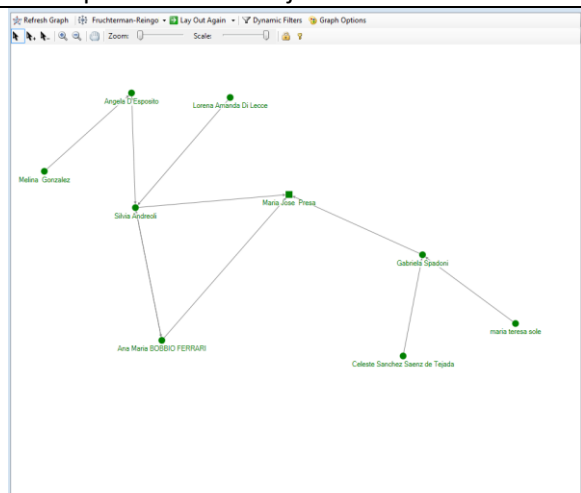 Refresh Graph Fruchterman-Reingo Lay Out Again Dynamic Filters Graph Options
Zoom: Scale:
Angela D'Esposito
Lorena Amanda Di Lecce
Melina Gonzalez
Maria Jose Presa
Silvia Andreoli
Gabriela Spadoni
maria teresa sole
Ana Maria BOBBIO FERRARI
Celeste Sanchez Saenz de Tejada